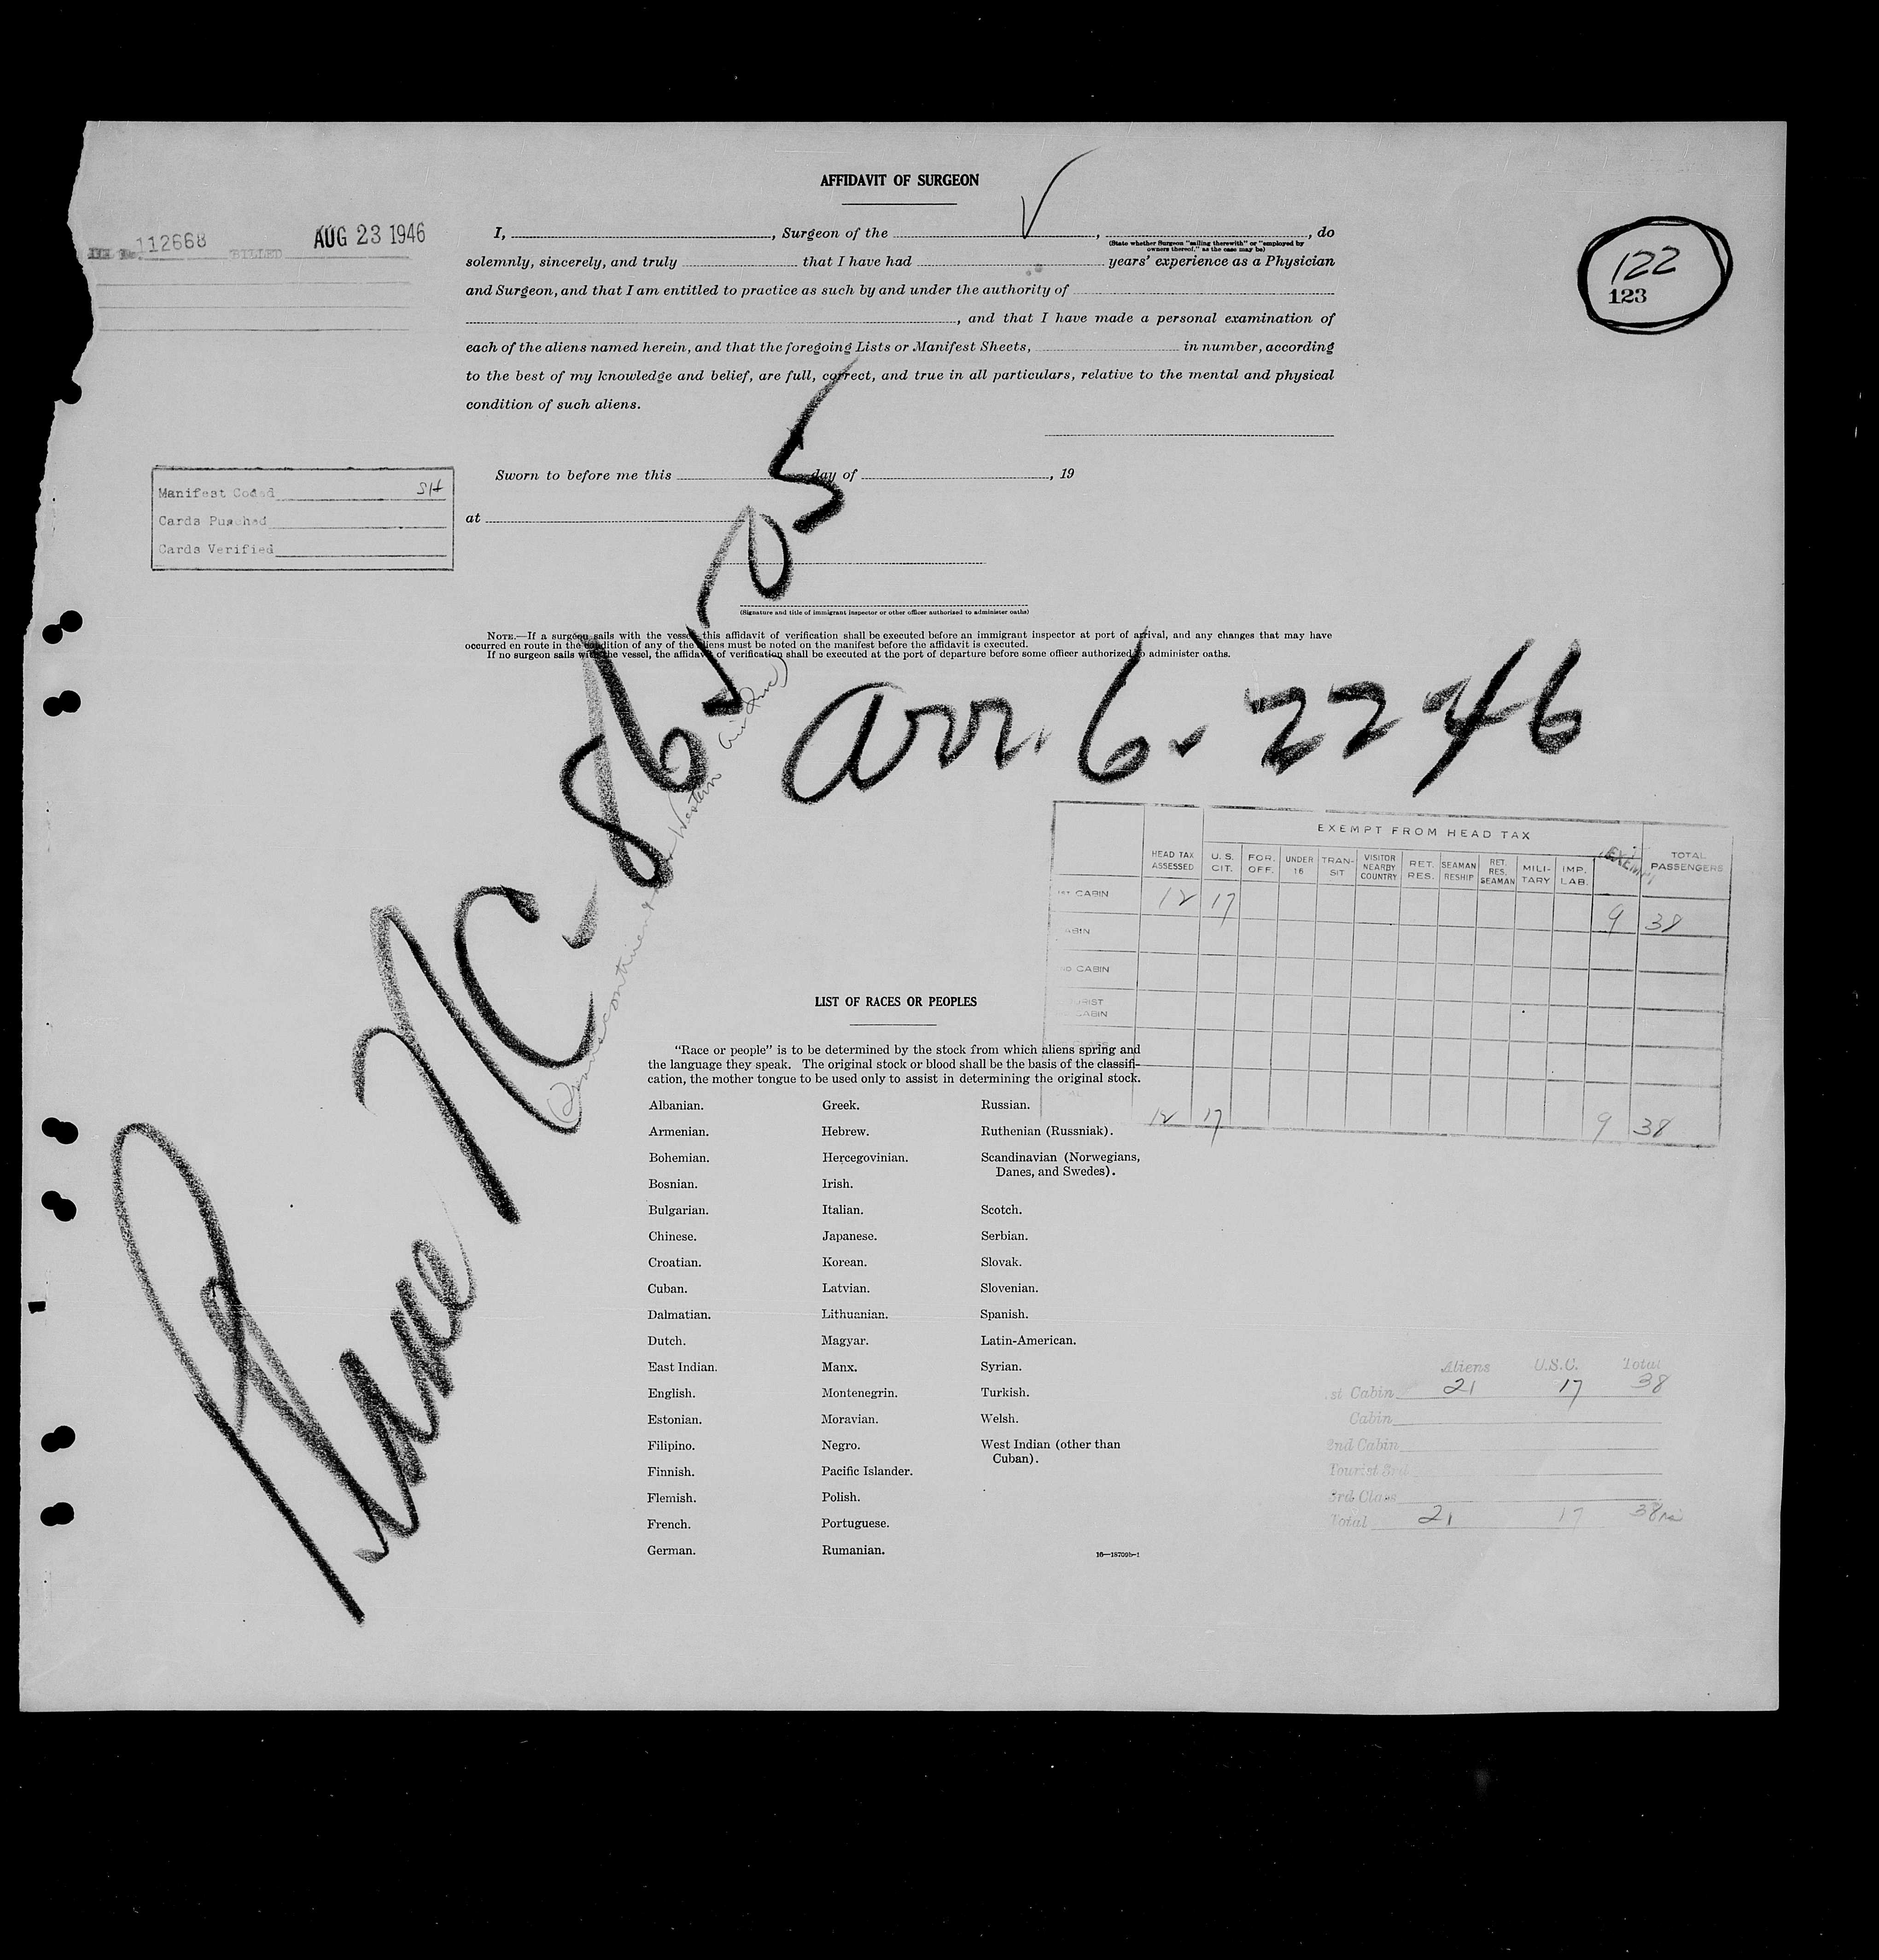 AFFIDAVIT OF SURGEON
112668 BILLED AUG 23 1946
I, , Surgeon of the , , do
(State whether Surgeon "sailing therewith" or "employed by
owners thereof," as the case may be)
solemnly, sincerely, and truly that I have had years' experience as a Physician
and Surgeon, and that I am entitled to practice as such by and under the authority of
, and that I have made a personal examination of
each of the aliens named herein, and that the foregoing Lists or Manifest Sheets, in number, according
to the best of my knowledge and belief, are full, correct, and true in all particulars, relative to the mental and physical
condition of such aliens.
122
123
Sworn to before me this day of , 19
at
(Signature and title of immigrant inspector or other officer authorized to administer oaths)
Manifest Coded SH
Cards Punched
Cards Verified
NOTE.—If a surgeon sails with the vessel, this affidavit of verification shall be executed before an immigrant inspector at port of arrival, and any changes that may have
occurred en route in the condition of any of the aliens must be noted on the manifest before the affidavit is executed.
If no surgeon sails with the vessel, the affidavit of verification shall be executed at the port of departure before some officer authorized to administer oaths.
Plane NC-86505
(Transcontinental & Western Air Inc)
arr. 6-22-46
EXEMPT FROM HEAD TAX
HEAD TAX ASSESSED U. S. CIT. FOR. OFF. UNDER 16 TRAN-SIT VISITOR NEARBY COUNTRY RET. RES. SEAMAN RESHIP RET. RES. SEAMAN MILI-TARY IMP. LAB. EXEMPT TOTAL PASSENGERS
1ST CABIN 12 17 9 38
CABIN
CABIN
TOURIST
CABIN
12 17 9 38
LIST OF RACES OR PEOPLES
"Race or people" is to be determined by the stock from which aliens spring and
the language they speak. The original stock or blood shall be the basis of the classifi-
cation, the mother tongue to be used only to assist in determining the original stock.
Albanian.
Armenian.
Bohemian.
Bosnian.
Bulgarian.
Chinese.
Croatian.
Cuban.
Dalmatian.
Dutch.
East Indian.
English.
Estonian.
Filipino.
Finnish.
Flemish.
French.
German.
Greek.
Hebrew.
Hercegovinian.
Irish.
Italian.
Japanese.
Korean.
Latvian.
Lithuanian.
Magyar.
Manx.
Montenegrin.
Moravian.
Negro.
Pacific Islander.
Polish.
Portuguese.
Rumanian.
Russian.
Ruthenian (Russniak).
Scandinavian (Norwegians,
Danes, and Swedes).
Scotch.
Serbian.
Slovak.
Slovenian.
Spanish.
Latin-American.
Syrian.
Turkish.
Welsh.
West Indian (other than
Cuban).
16—18709b-1
Aliens U.S.C. Total
1st Cabin 21 17 38
Cabin
2nd Cabin
Tourist 3rd
3rd Class
Total 21 17 38